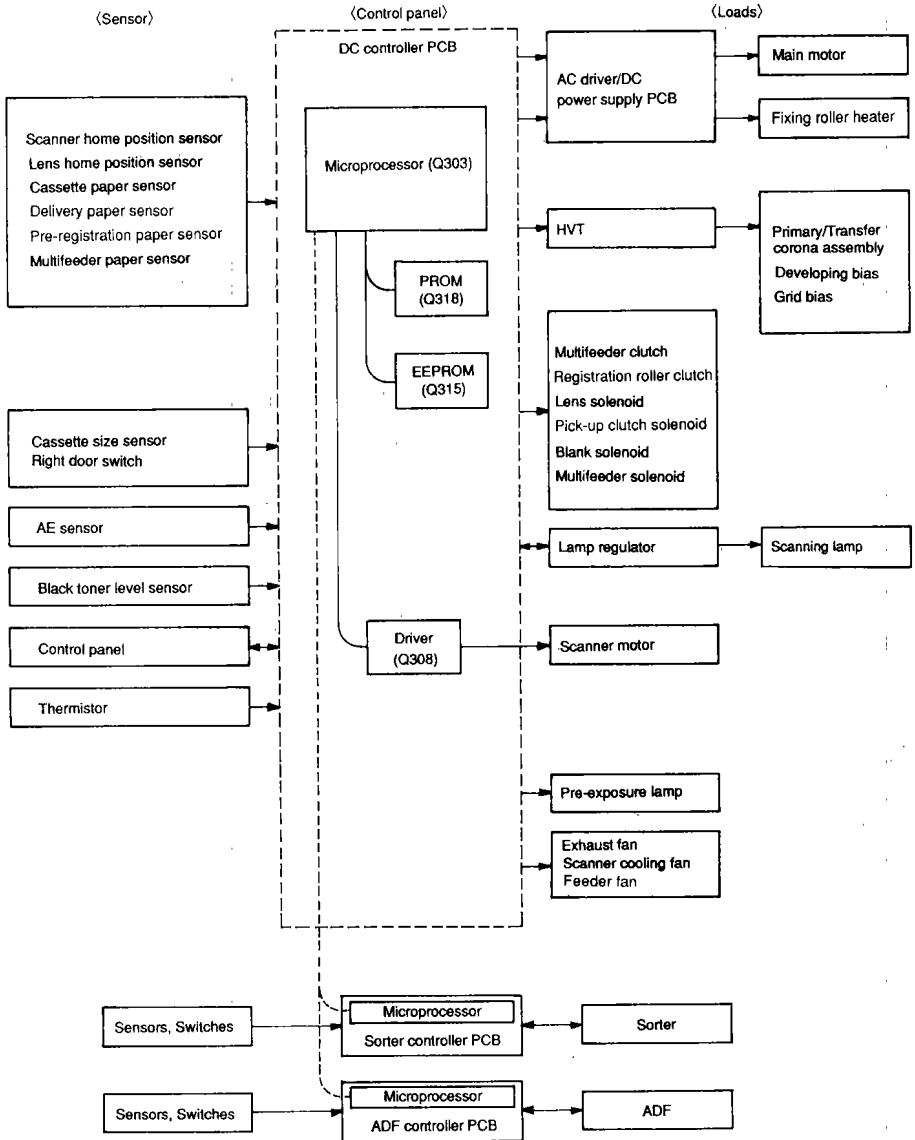 〈Sensor〉
〈Control panel〉
〈Loads〉
DC controller PCB
Scanner home position sensor
Lens home position sensor
Cassette paper sensor
Delivery paper sensor
Pre-registration paper sensor
Multifeeder paper sensor
Cassette size sensor
Right door switch
AE sensor
Black toner level sensor
Control panel
Thermistor
Microprocessor (Q303)
PROM
(Q318)
EEPROM
(Q315)
Driver
(Q308)
AC driver/DC
power supply PCB
Main motor
Fixing roller heater
HVT
Primary/Transfer
corona assembly
Developing bias
Grid bias
Multifeeder clutch
Registration roller clutch
Lens solenoid
Pick-up clutch solenoid
Blank solenoid
Multifeeder solenoid
Lamp regulator
Scanning lamp
Scanner motor
Pre-exposure lamp
Exhaust fan
Scanner cooling fan
Feeder fan
Sensors, Switches
Microprocessor
Sorter controller PCB
Sorter
Sensors, Switches
Microprocessor
ADF controller PCB
ADF